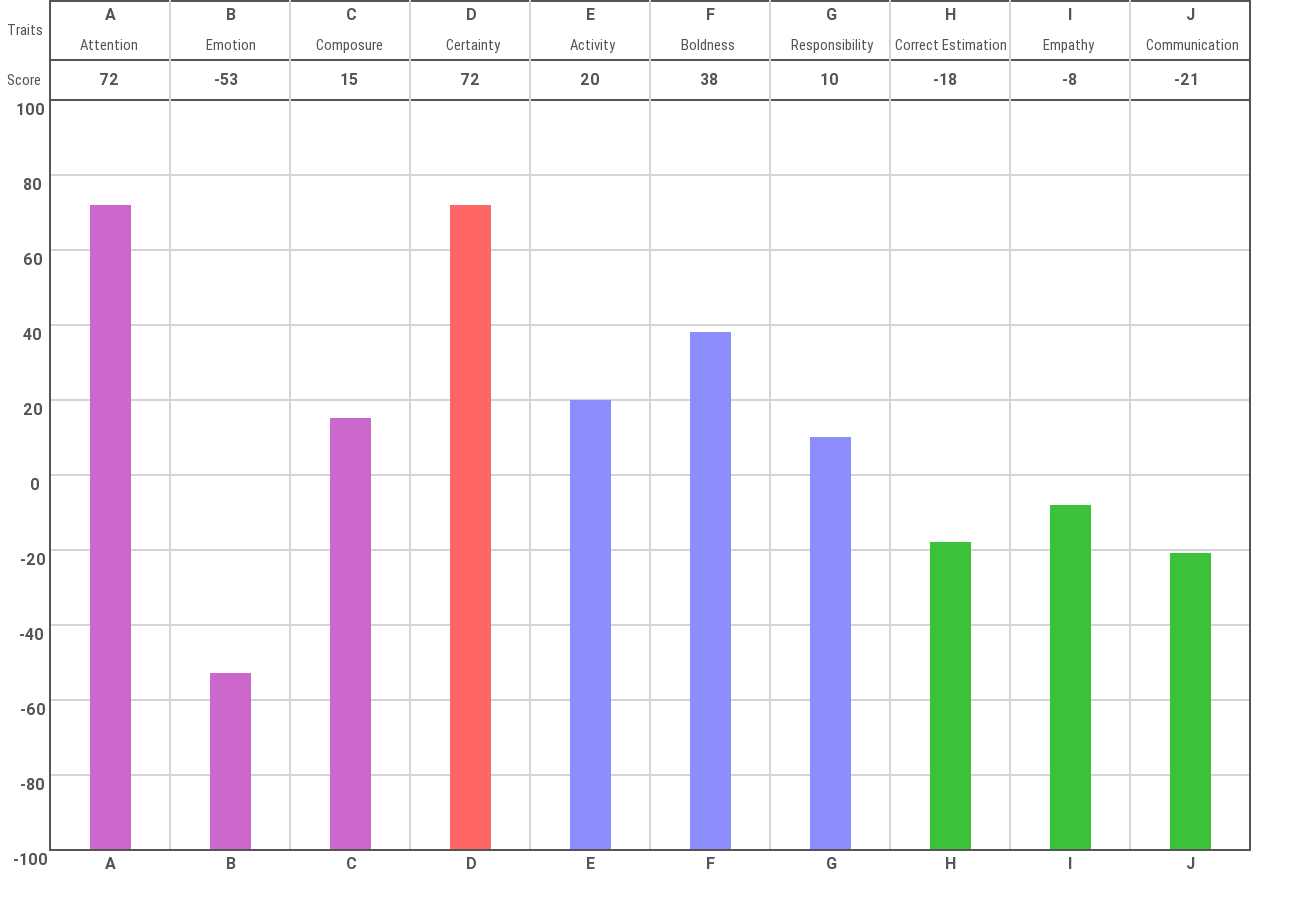 A B C D E F G H I J
Traits
Attention Emotion Composure Certainty Activity Boldness Responsibility Correct Estimation Empathy Communication
Score 72 -53 15 72 20 38 10 -18 -8 -21
100
80
60
40
20
0
-20
-40
-60
-80
-100
A B C D E F G H I J